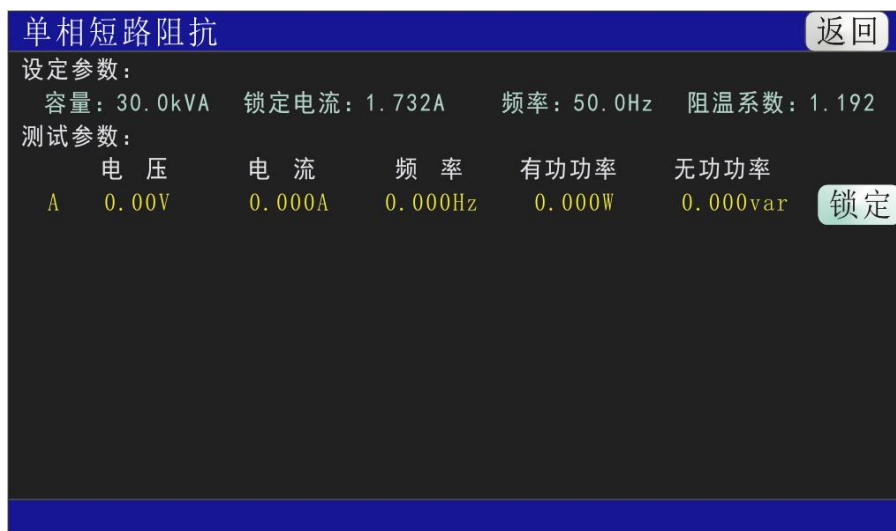 单相短路阻抗 返回
设定参数:
容量: 30.0kVA 锁定电流: 1.732A 频率: 50.0Hz 阻温系数: 1.192
测试参数:
电 压 电 流 频 率 有功功率 无功功率
A 0.00V 0.000A 0.000Hz 0.000W 0.000var 锁定